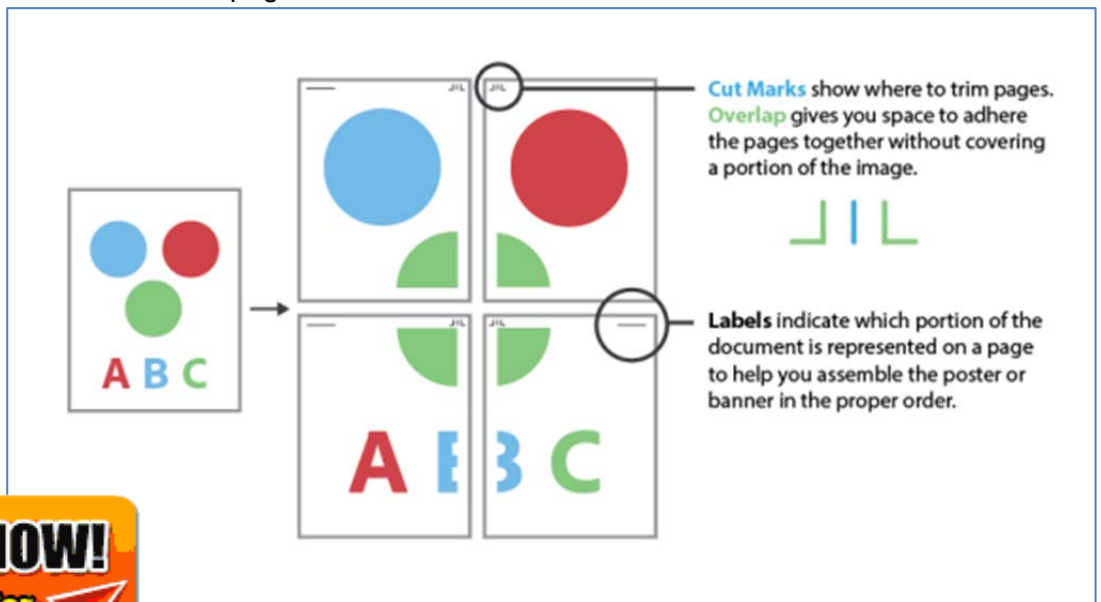 Cut Marks show where to trim pages.
Overlap gives you space to adhere
the pages together without covering
a portion of the image.
A B C
Labels indicate which portion of the
document is represented on a page
to help you assemble the poster or
banner in the proper order.
A B
B C